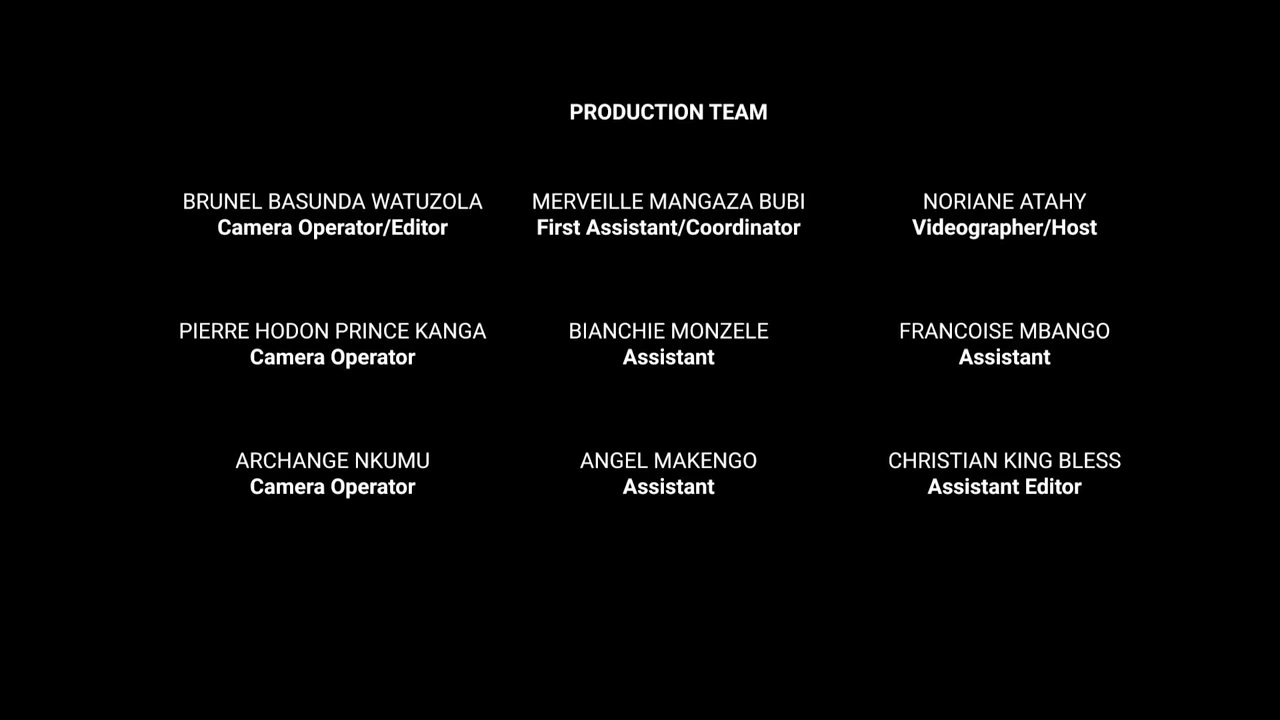 PRODUCTION TEAM
BRUNEL BASUNDA WATUZOLA
Camera Operator/Editor
MERVEILLE MANGAZA BUBI
First Assistant/Coordinator
NORIANE ATAHY
Videographer/Host
PIERRE HODON PRINCE KANGA
Camera Operator
BIANCHIE MONZELE
Assistant
FRANCOISE MBANGO
Assistant
ARCHANGE NKUMU
Camera Operator
ANGEL MAKENGO
Assistant
CHRISTIAN KING BLESS
Assistant Editor